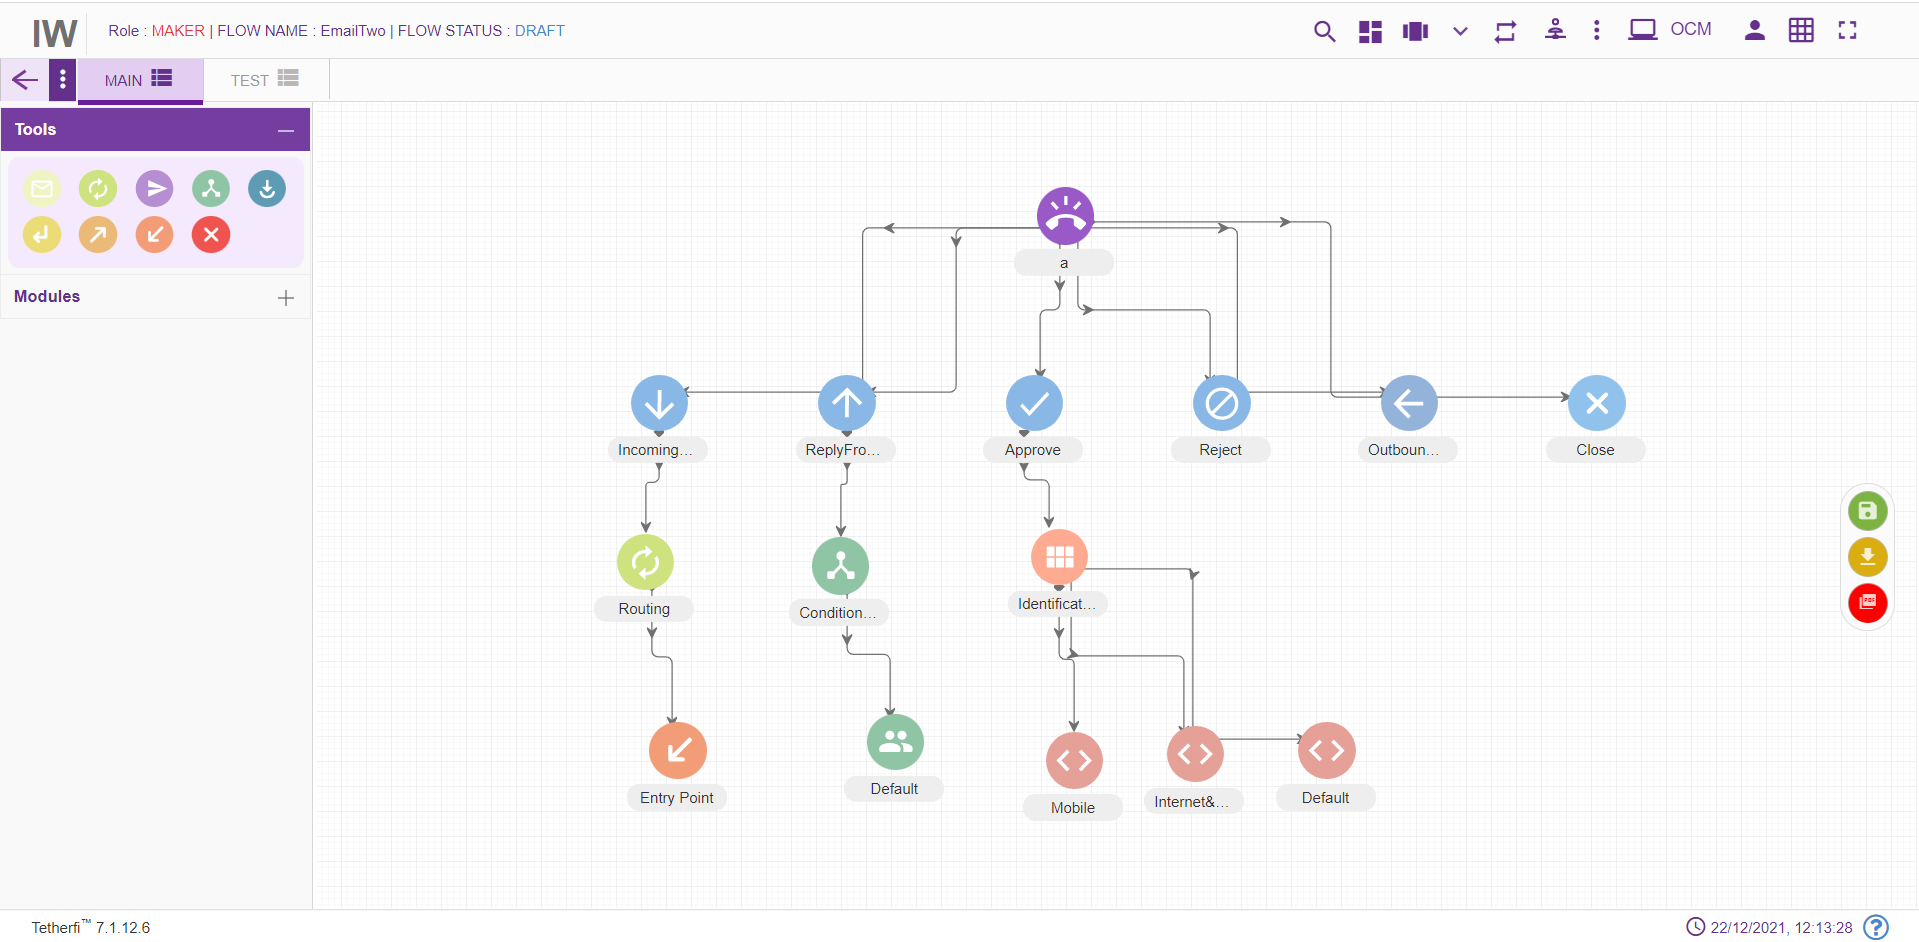 IW
Role : MAKER | FLOW NAME : EmailTwo | FLOW STATUS : DRAFT
OCM
MAIN
TEST
Tools
Modules
a
Incoming...
ReplyFro...
Approve
Reject
Outboun...
Close
Routing
Condition...
Identificat...
Entry Point
Default
Mobile
Internet&...
Default
PDF
Tetherfi™ 7.1.12.6
22/12/2021, 12:13:28
?